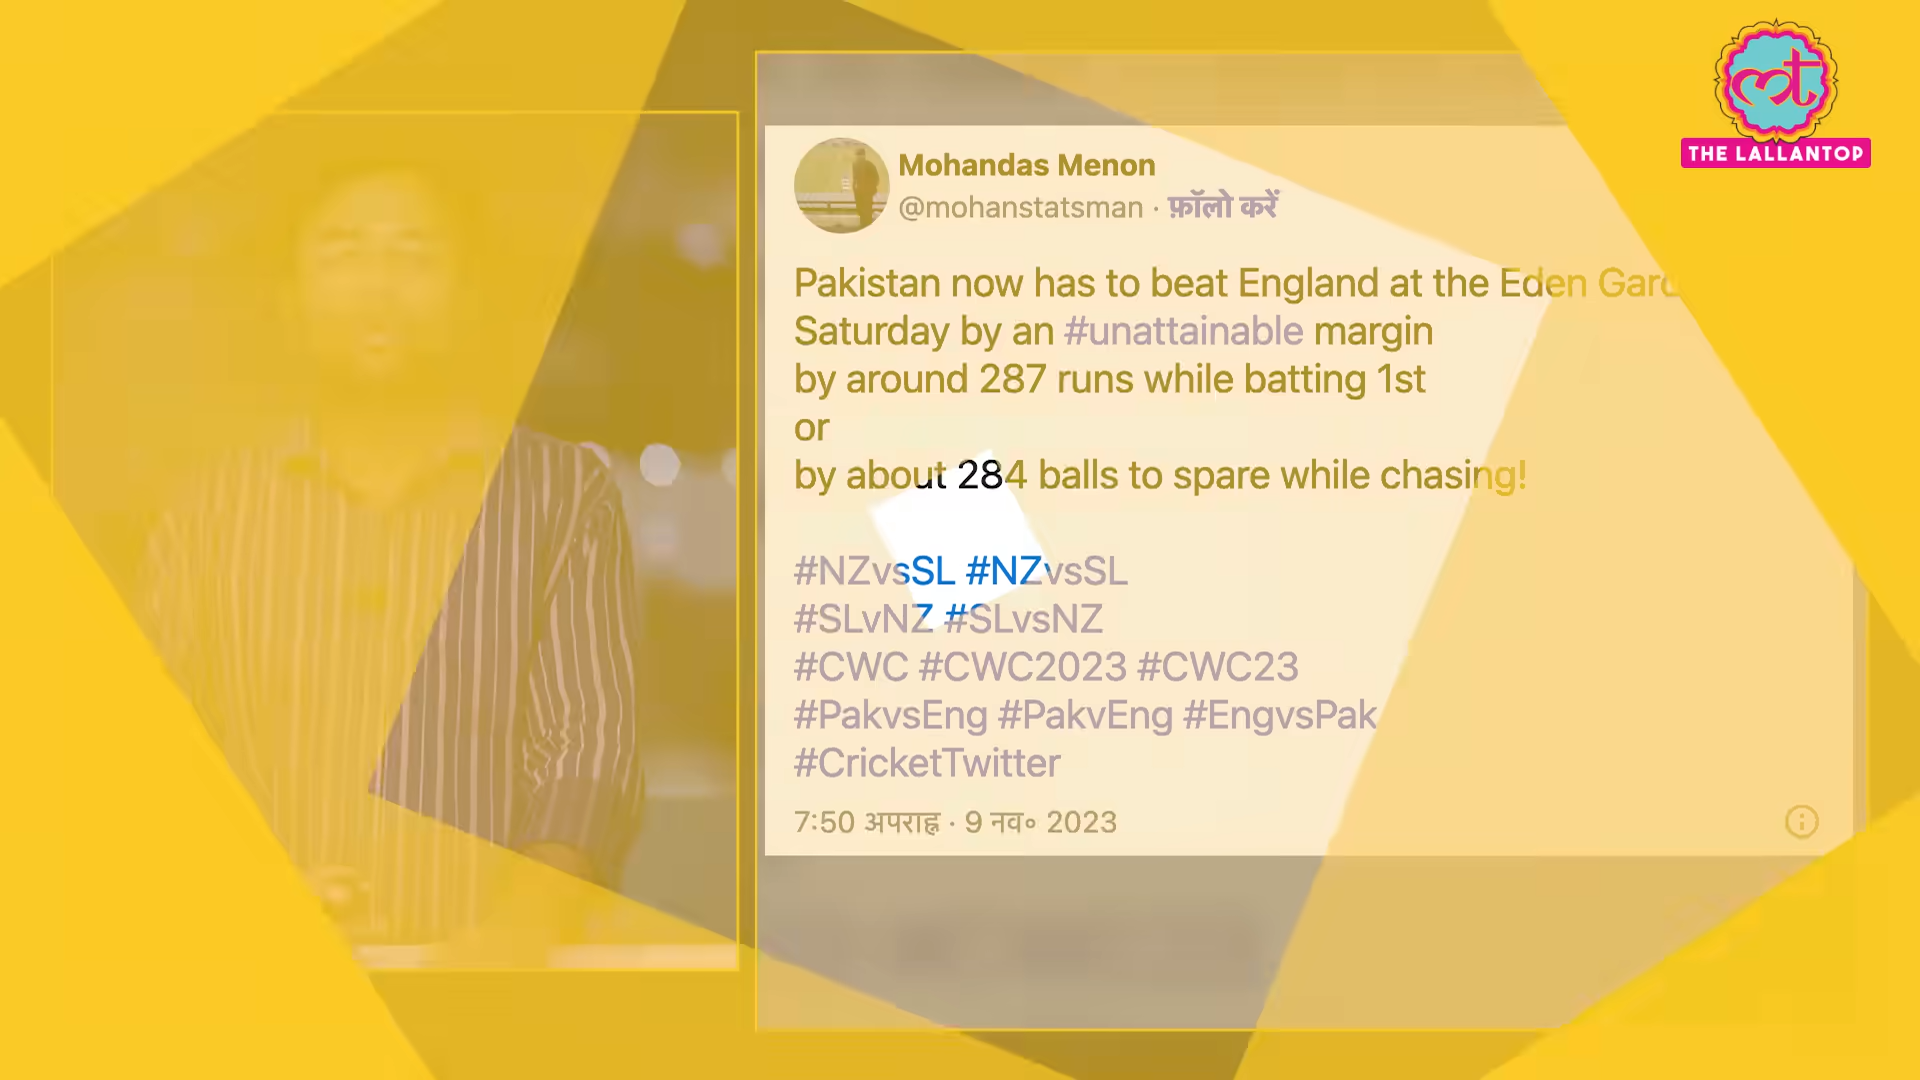 THE LALLANTOP
Mohandas Menon
@mohanstatsman · फ़ॉलो करें
Pakistan now has to beat England at the Eden
Saturday by an #unattainable margin
by around 287 runs while batting 1st
or
by about 284 balls to spare while chasing!
#NZvsSL #NZvsSL
#SLvNZ #SLvsNZ
#CWC #CWC2023 #CWC23
#PakvsEng #PakvEng #EngvsPak
#CricketTwitter
7:50 अपराह्न · 9 नव॰ 2023